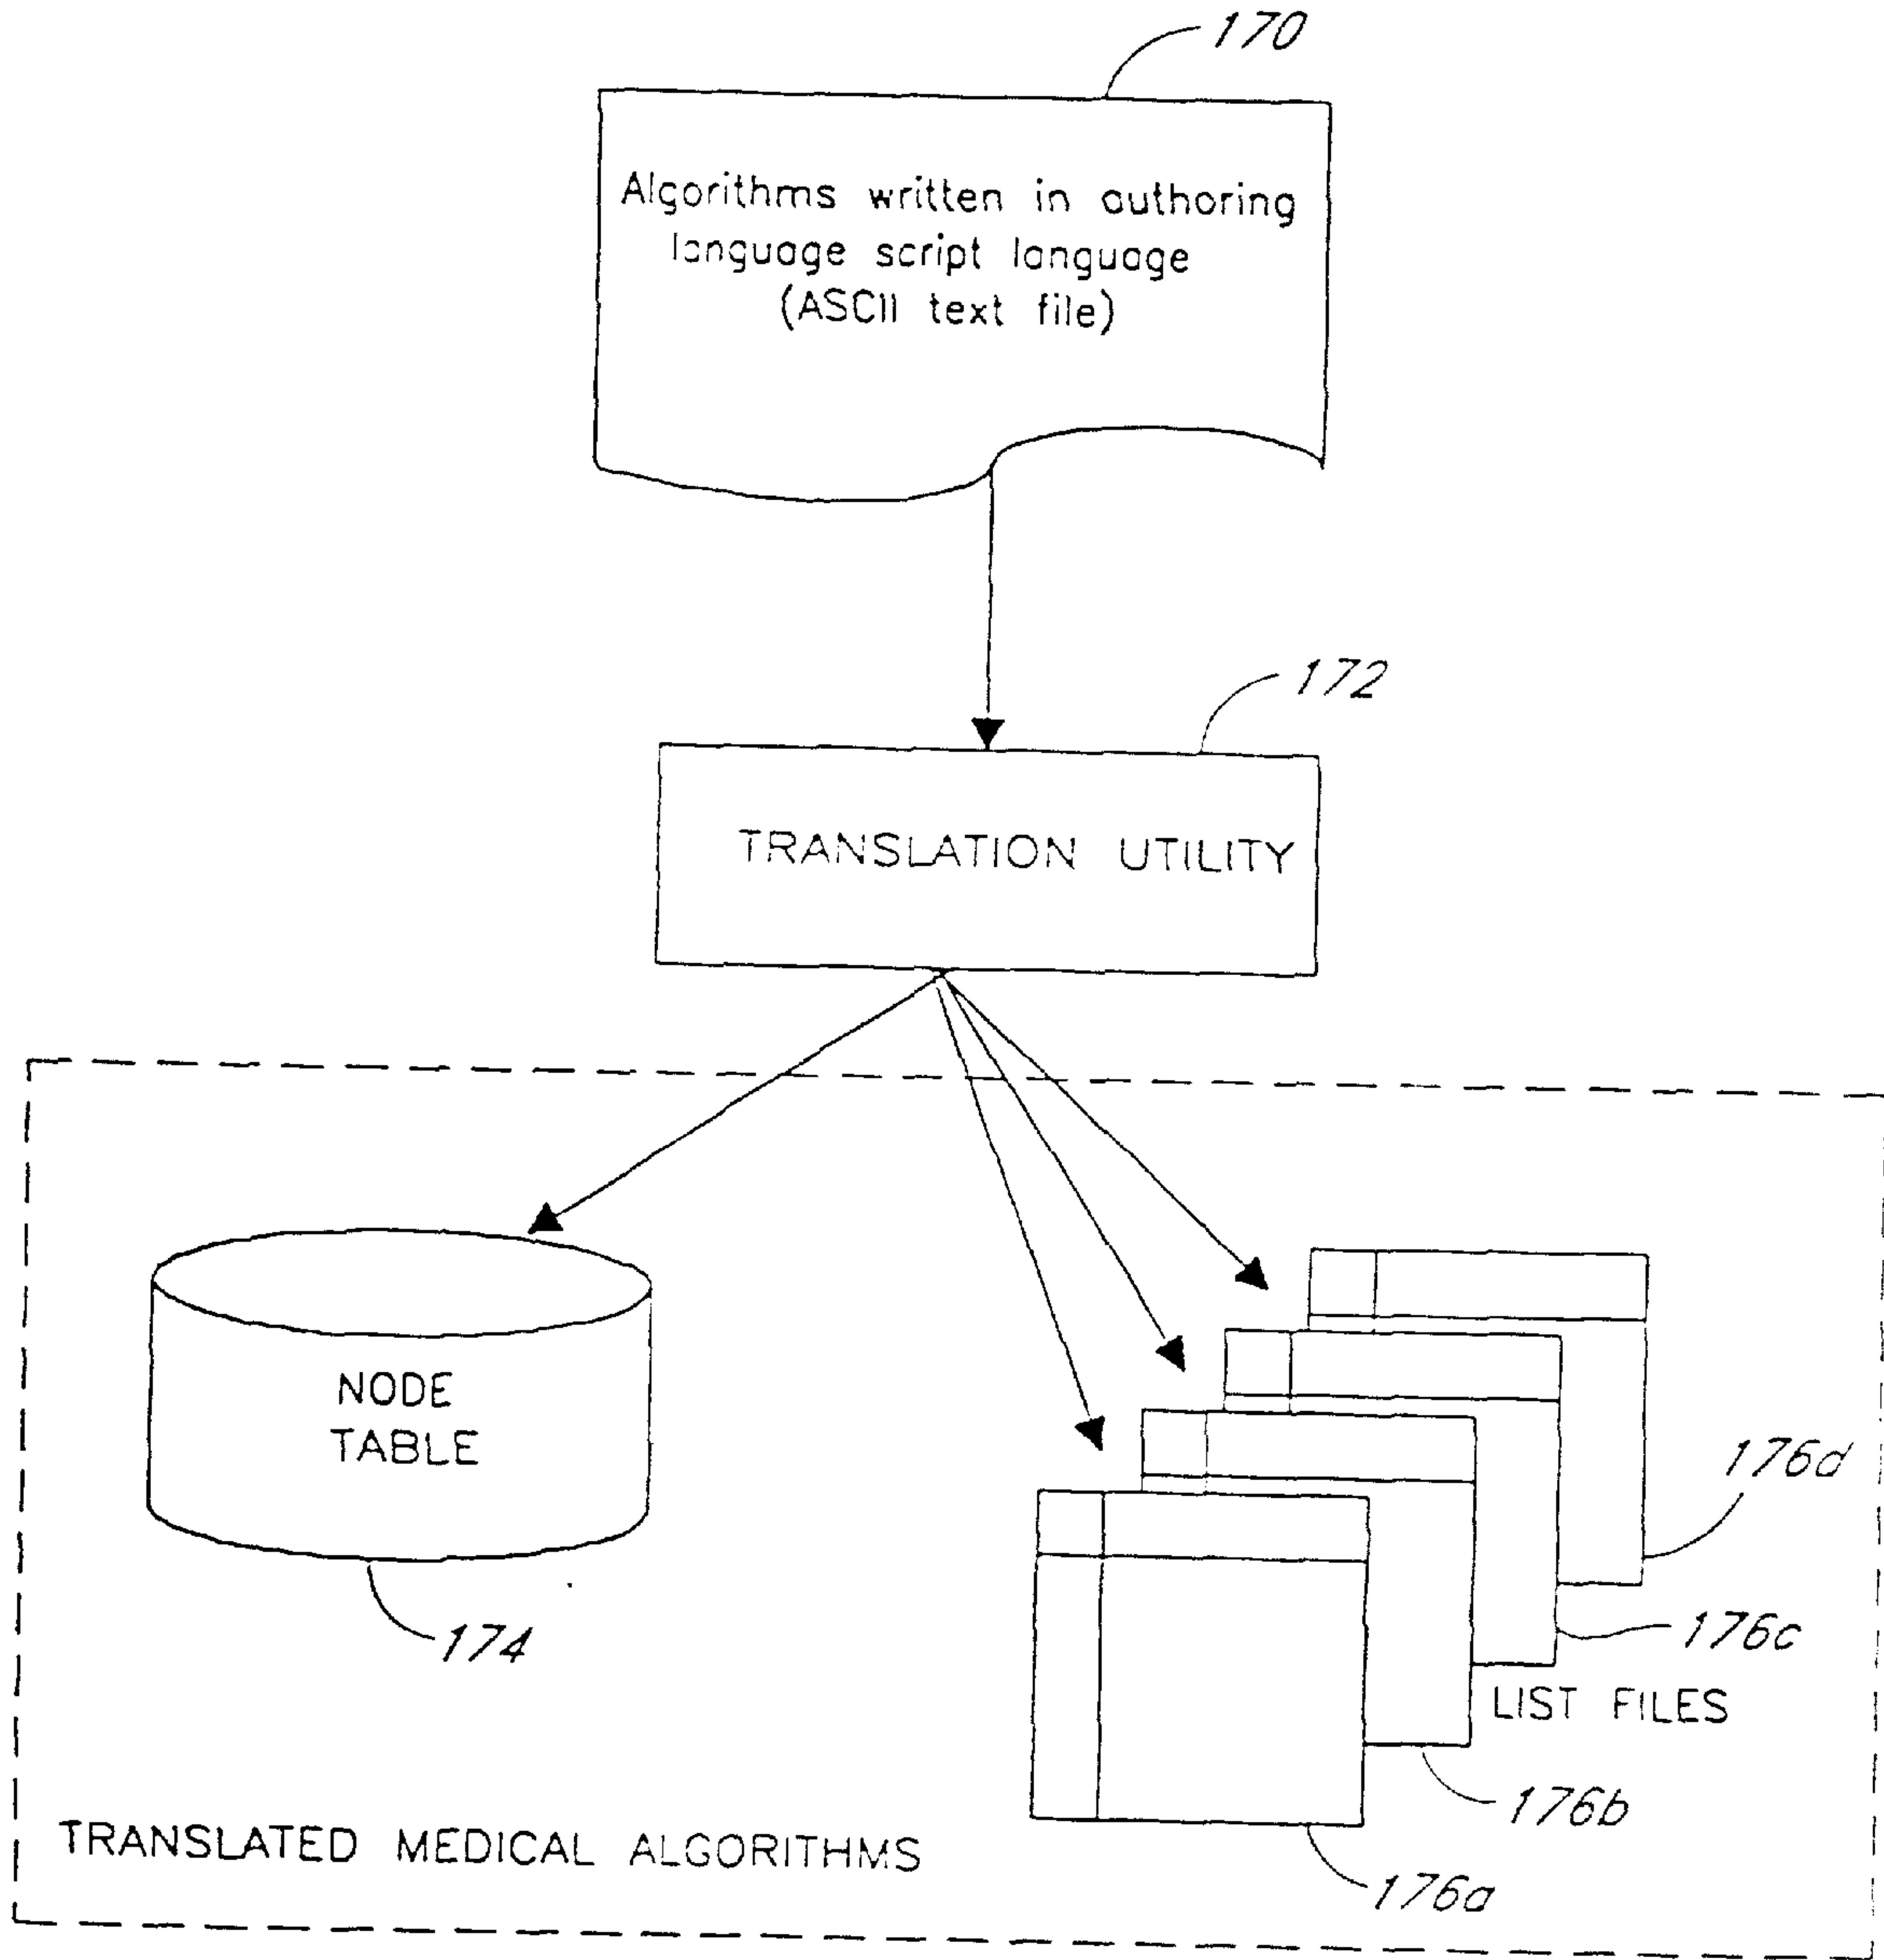 170
Algorithms written in authoring
language script language
(ASCII text file)
172
TRANSLATION UTILITY
NODE
TABLE
174
176d
176c
LIST FILES
176b
176a
TRANSLATED MEDICAL ALGORITHMS